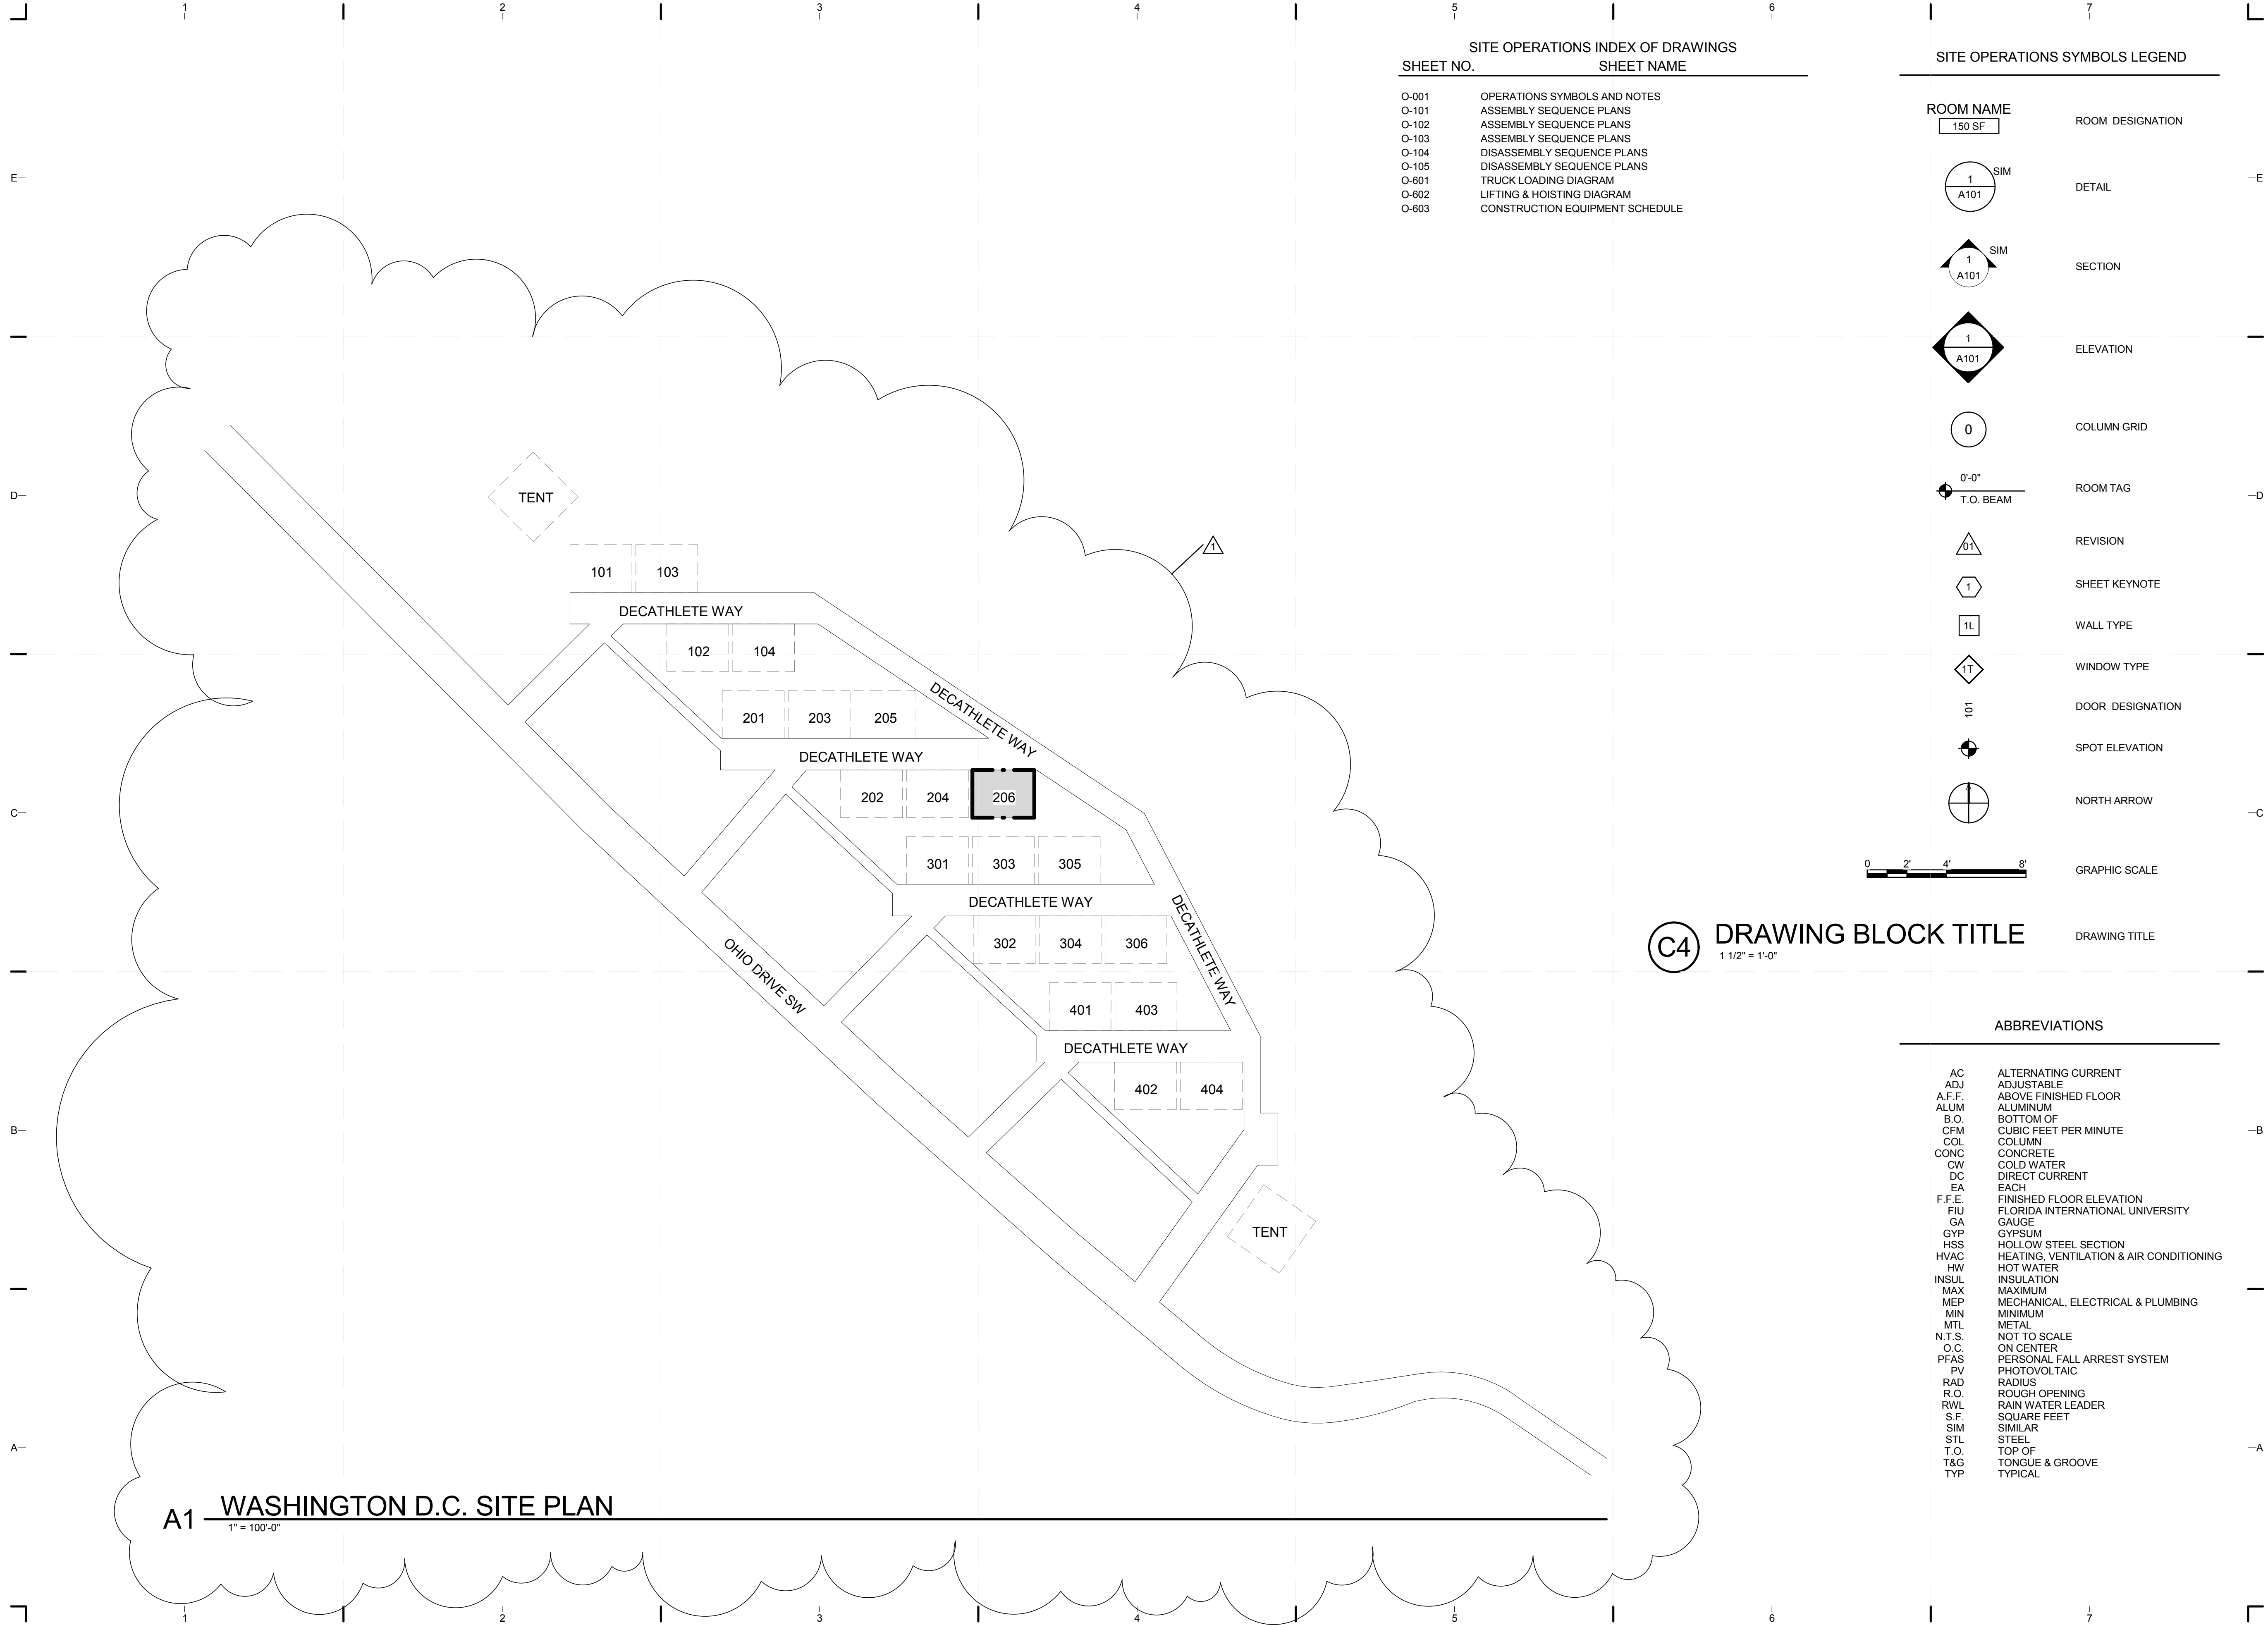 1 2 3 4 5 6 7
SITE OPERATIONS INDEX OF DRAWINGS
SHEET NO. SHEET NAME
O-001 OPERATIONS SYMBOLS AND NOTES
O-101 ASSEMBLY SEQUENCE PLANS
O-102 ASSEMBLY SEQUENCE PLANS
O-103 ASSEMBLY SEQUENCE PLANS
O-104 DISASSEMBLY SEQUENCE PLANS
O-105 DISASSEMBLY SEQUENCE PLANS
O-601 TRUCK LOADING DIAGRAM
O-602 LIFTING & HOISTING DIAGRAM
O-603 CONSTRUCTION EQUIPMENT SCHEDULE
SITE OPERATIONS SYMBOLS LEGEND
ROOM NAME
150 SF
ROOM DESIGNATION
1
A101
SIM
DETAIL
1
A101
SIM
SECTION
1
A101
ELEVATION
0
COLUMN GRID
0'-0"
T.O. BEAM
ROOM TAG
01
REVISION
1
SHEET KEYNOTE
1L
WALL TYPE
1T
WINDOW TYPE
101
DOOR DESIGNATION
SPOT ELEVATION
NORTH ARROW
0 2' 4' 8'
GRAPHIC SCALE
C4
DRAWING BLOCK TITLE
1 1/2" = 1'-0"
DRAWING TITLE
ABBREVIATIONS
AC ALTERNATING CURRENT
ADJ ADJUSTABLE
A.F.F. ABOVE FINISHED FLOOR
ALUM ALUMINUM
B.O. BOTTOM OF
CFM CUBIC FEET PER MINUTE
COL COLUMN
CONC CONCRETE
CW COLD WATER
DC DIRECT CURRENT
EA EACH
F.F.E. FINISHED FLOOR ELEVATION
FIU FLORIDA INTERNATIONAL UNIVERSITY
GA GAUGE
GYP GYPSUM
HSS HOLLOW STEEL SECTION
HVAC HEATING, VENTILATION & AIR CONDITIONING
HW HOT WATER
INSUL INSULATION
MAX MAXIMUM
MEP MECHANICAL, ELECTRICAL & PLUMBING
MIN MINIMUM
MTL METAL
N.T.S. NOT TO SCALE
O.C. ON CENTER
PFAS PERSONAL FALL ARREST SYSTEM
PV PHOTOVOLTAIC
RAD RADIUS
R.O. ROUGH OPENING
RWL RAIN WATER LEADER
S.F. SQUARE FEET
SIM SIMILAR
STL STEEL
T.O. TOP OF
T&G TONGUE & GROOVE
TYP TYPICAL
E E
D D
C C
B B
A A
TENT
1
101 103
DECATHLETE WAY
102 104
DECATHLETE WAY
201 203 205
DECATHLETE WAY
202 204 206
301 303 305
DECATHLETE WAY
DECATHLETE WAY
302 304 306
OHIO DRIVE SW
401 403
DECATHLETE WAY
402 404
TENT
A1 WASHINGTON D.C. SITE PLAN
1" = 100'-0"
1 2 3 4 5 6 7